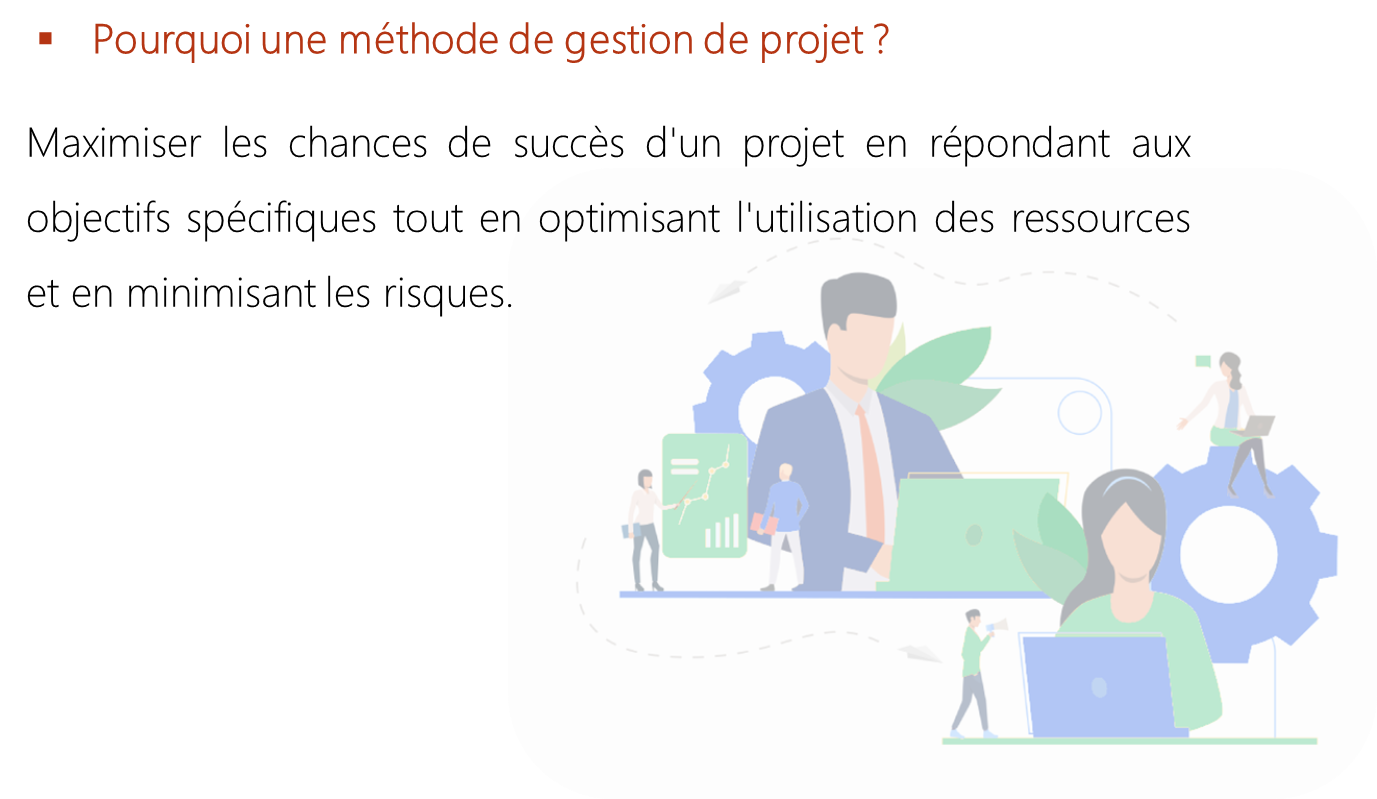 ▪ Pourquoi une méthode de gestion de projet ?
Maximiser les chances de succès d'un projet en répondant aux
objectifs spécifiques tout en optimisant l'utilisation des ressources
et en minimisant les risques.